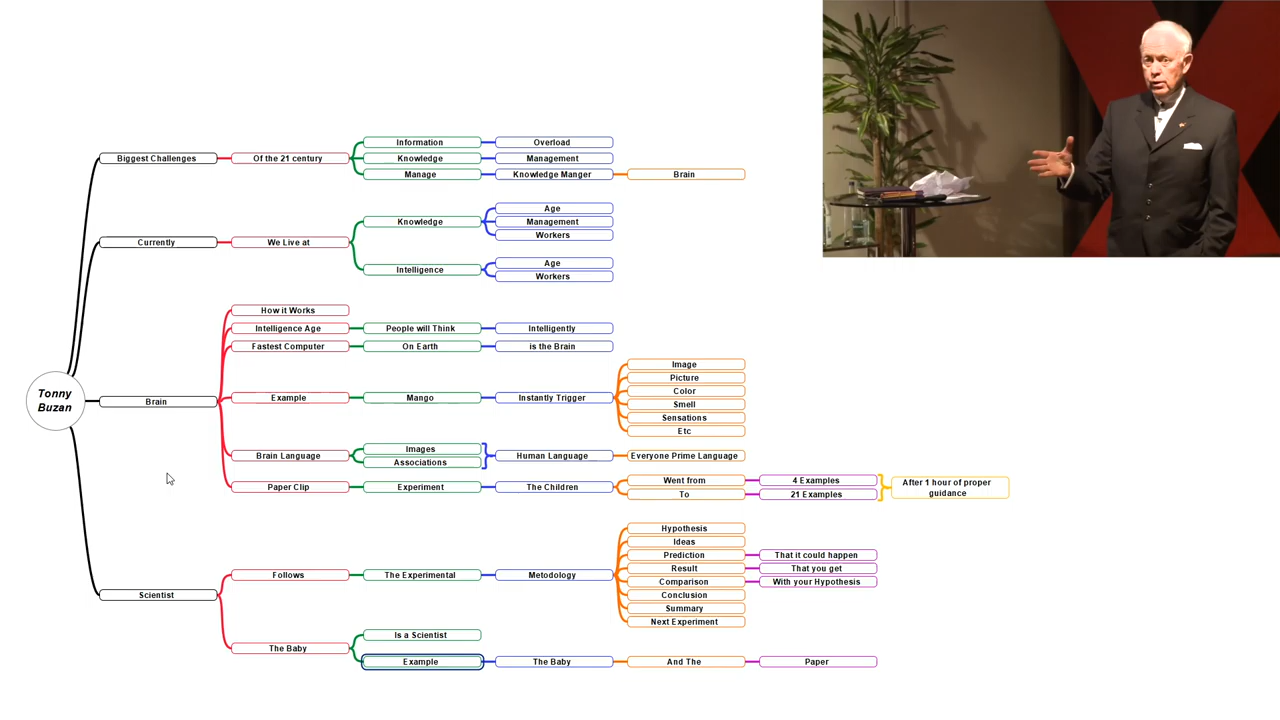 Tonny
Buzan
Biggest Challenges
Of the 21 century
Information
Overload
Knowledge
Management
Manage
Knowledge Manger
Brain
Currently
We Live at
Knowledge
Age
Management
Workers
Intelligence
Age
Workers
Brain
How it Works
Intelligence Age
People will Think
Intelligently
Fastest Computer
On Earth
is the Brain
Example
Mango
Instantly Trigger
Image
Picture
Color
Smell
Sensations
Etc
Brain Language
Images
Associations
Human Language
Everyone Prime Language
Paper Clip
Experiment
The Children
Went from
4 Examples
To
21 Examples
After 1 hour of proper
guidance
Scientist
Follows
The Experimental
Metodology
Hypothesis
Ideas
Prediction
That it could happen
Result
That you get
Comparison
With your Hypothesis
Conclusion
Summary
Next Experiment
The Baby
Is a Scientist
Example
The Baby
And The
Paper